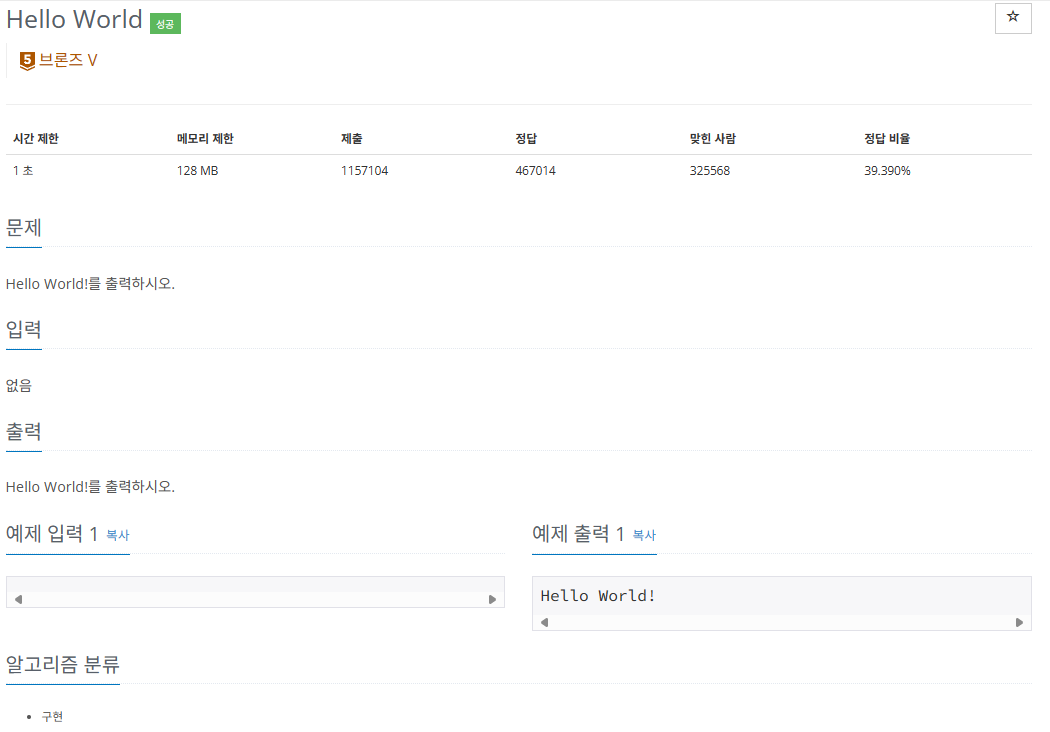 Hello World 성공
☆
5 브론즈 V
시간 제한 메모리 제한 제출 정답 맞힌 사람 정답 비율
1 초 128 MB 1157104 467014 325568 39.390%
문제
Hello World!를 출력하시오.
입력
없음
출력
Hello World!를 출력하시오.
예제 입력 1 복사
예제 출력 1 복사
Hello World!
알고리즘 분류
• 구현